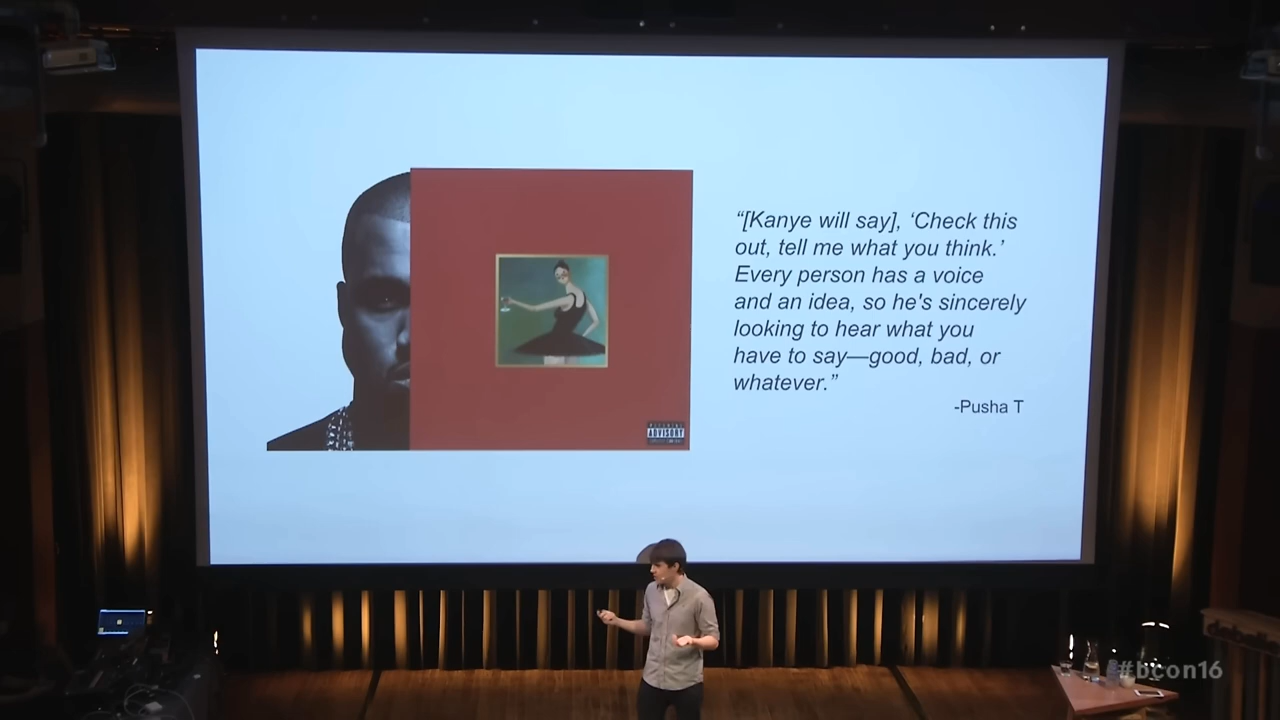 “[Kanye will say], ‘Check this
out, tell me what you think.’
Every person has a voice
and an idea, so he's sincerely
looking to hear what you
have to say—good, bad, or
whatever.”
-Pusha T
ADVISORY
#bcon16